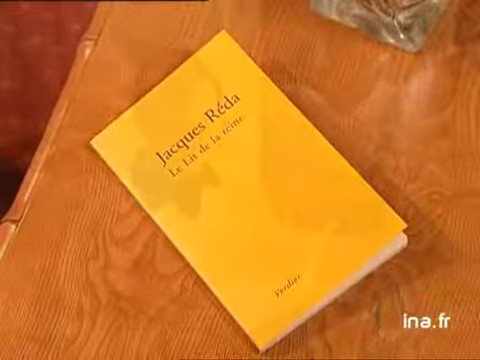 Jacques Réda
Le Lit de la reine
Verdier
ina.fr